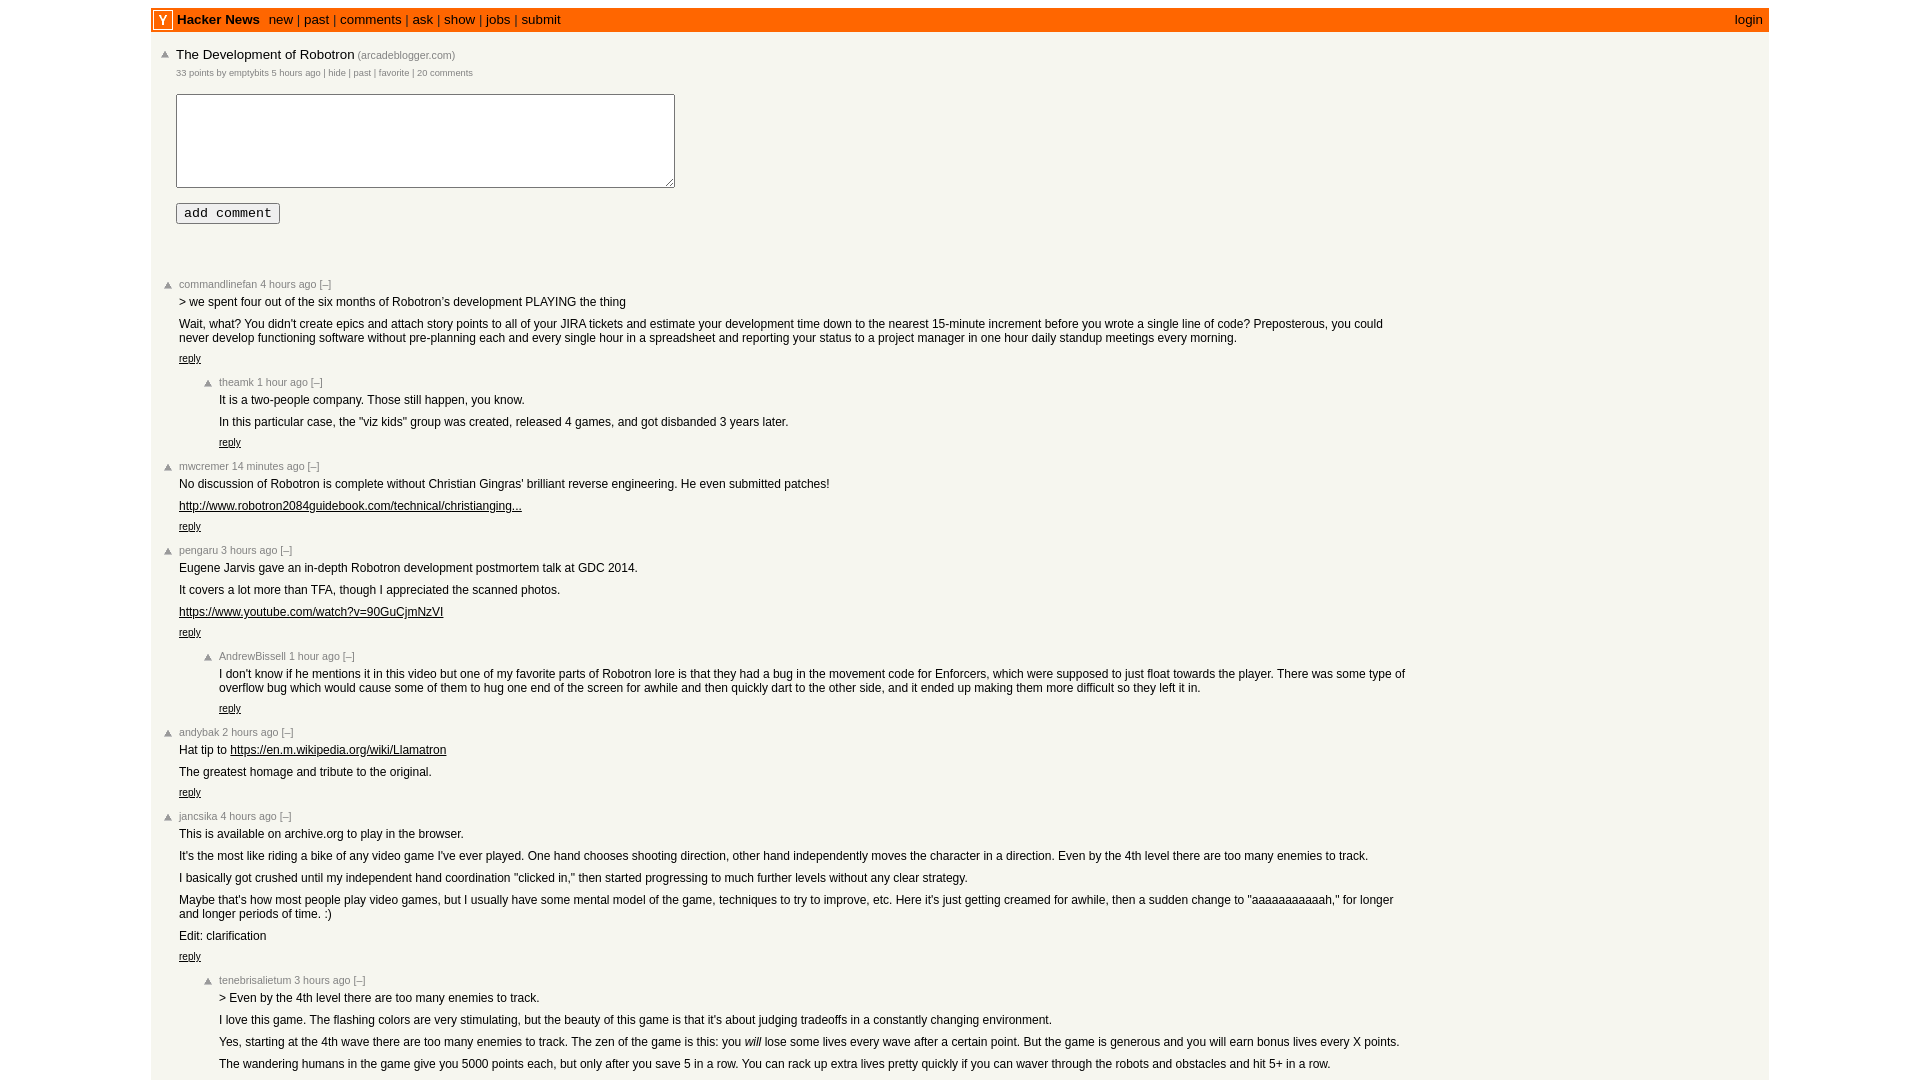 Y Hacker News new | past | comments | ask | show | jobs | submit login
The Development of Robotron (arcadeblogger.com)
33 points by emptybits 5 hours ago | hide | past | favorite | 20 comments
add comment
commandlinefan 4 hours ago [–]
> we spent four out of the six months of Robotron’s development PLAYING the thing
Wait, what? You didn't create epics and attach story points to all of your JIRA tickets and estimate your development time down to the nearest 15-minute increment before you wrote a single line of code? Preposterous, you could
never develop functioning software without pre-planning each and every single hour in a spreadsheet and reporting your status to a project manager in one hour daily standup meetings every morning.
reply
theamk 1 hour ago [–]
It is a two-people company. Those still happen, you know.
In this particular case, the "viz kids" group was created, released 4 games, and got disbanded 3 years later.
reply
mwcremer 14 minutes ago [–]
No discussion of Robotron is complete without Christian Gingras' brilliant reverse engineering. He even submitted patches!
http://www.robotron2084guidebook.com/technical/christianging...
reply
pengaru 3 hours ago [–]
Eugene Jarvis gave an in-depth Robotron development postmortem talk at GDC 2014.
It covers a lot more than TFA, though I appreciated the scanned photos.
https://www.youtube.com/watch?v=90GuCjmNzVI
reply
AndrewBissell 1 hour ago [–]
I don't know if he mentions it in this video but one of my favorite parts of Robotron lore is that they had a bug in the movement code for Enforcers, which were supposed to just float towards the player. There was some type of
overflow bug which would cause some of them to hug one end of the screen for awhile and then quickly dart to the other side, and it ended up making them more difficult so they left it in.
reply
andybak 2 hours ago [–]
Hat tip to https://en.m.wikipedia.org/wiki/Llamatron
The greatest homage and tribute to the original.
reply
jancsika 4 hours ago [–]
This is available on archive.org to play in the browser.
It's the most like riding a bike of any video game I've ever played. One hand chooses shooting direction, other hand independently moves the character in a direction. Even by the 4th level there are too many enemies to track.
I basically got crushed until my independent hand coordination "clicked in," then started progressing to much further levels without any clear strategy.
Maybe that's how most people play video games, but I usually have some mental model of the game, techniques to try to improve, etc. Here it's just getting creamed for awhile, then a sudden change to "aaaaaaaaaaah," for longer
and longer periods of time. :)
Edit: clarification
reply
tenebrisalietum 3 hours ago [–]
> Even by the 4th level there are too many enemies to track.
I love this game. The flashing colors are very stimulating, but the beauty of this game is that it's about judging tradeoffs in a constantly changing environment.
Yes, starting at the 4th wave there are too many enemies to track. The zen of the game is this: you will lose some lives every wave after a certain point. But the game is generous and you will earn bonus lives every X points.
The wandering humans in the game give you 5000 points each, but only after you save 5 in a row. You can rack up extra lives pretty quickly if you can waver through the robots and obstacles and hit 5+ in a row.